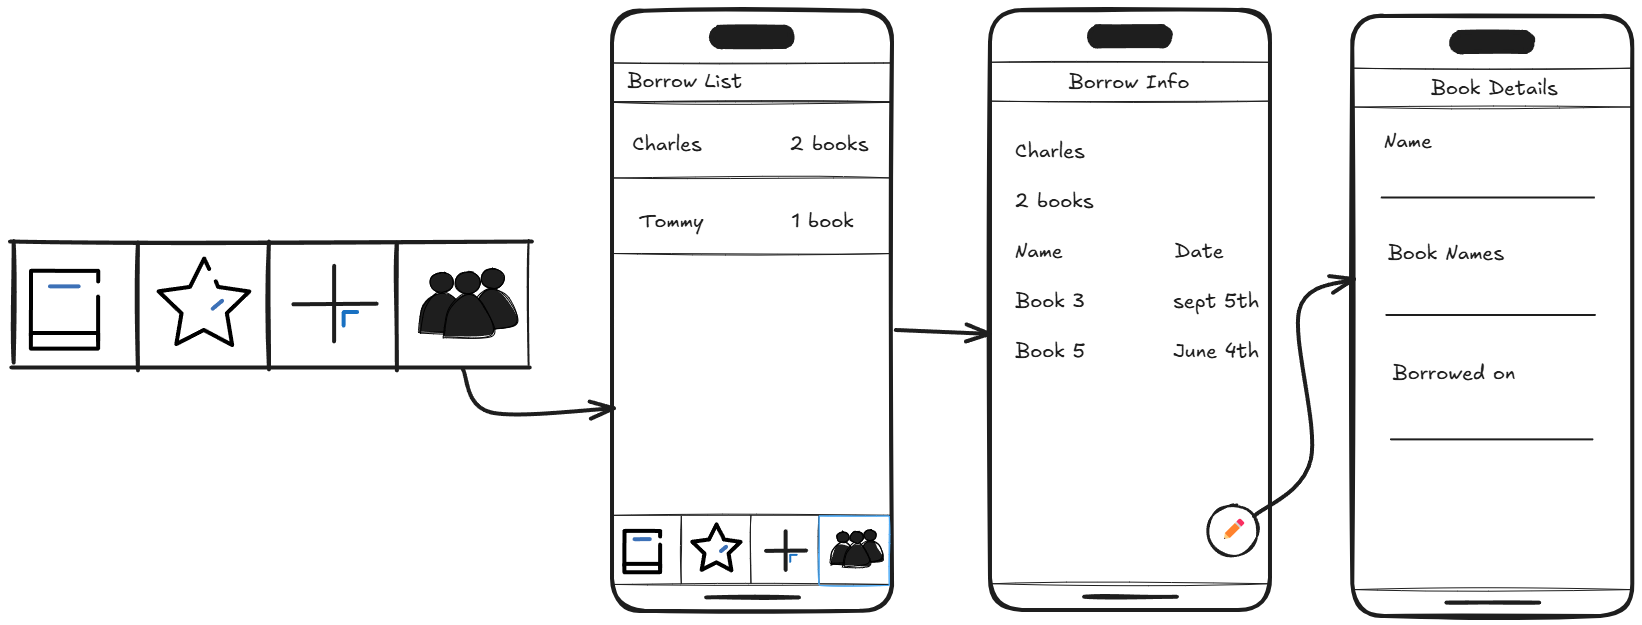 Borrow List
Charles 2 books
Tommy 1 book
Borrow Info
Charles
2 books
Name Date
Book 3 sept 5th
Book 5 June 4th
Book Details
Name
Book Names
Borrowed on